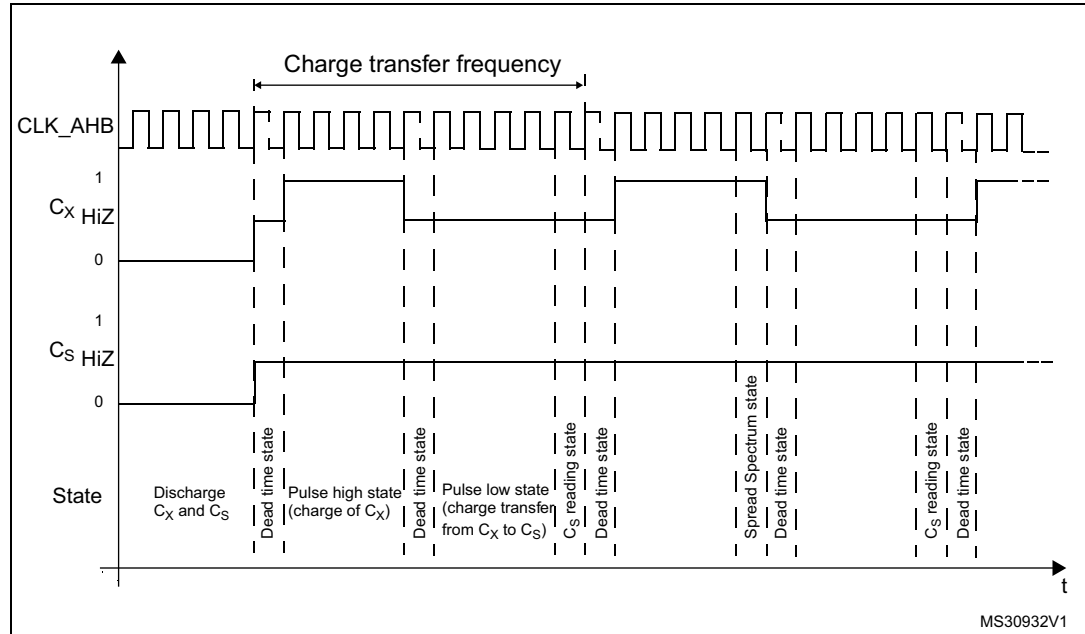 Charge transfer frequency
CLK_AHB
1
CX HiZ
0
1
CS HiZ
0
State
Discharge
CX and CS
Dead time state
Pulse high state
(charge of CX)
Dead time state
Pulse low state
(charge transfer
from CX to CS)
CS reading state
Dead time state
Spread Spectrum state
Dead time state
CS reading state
Dead time state
t
MS30932V1